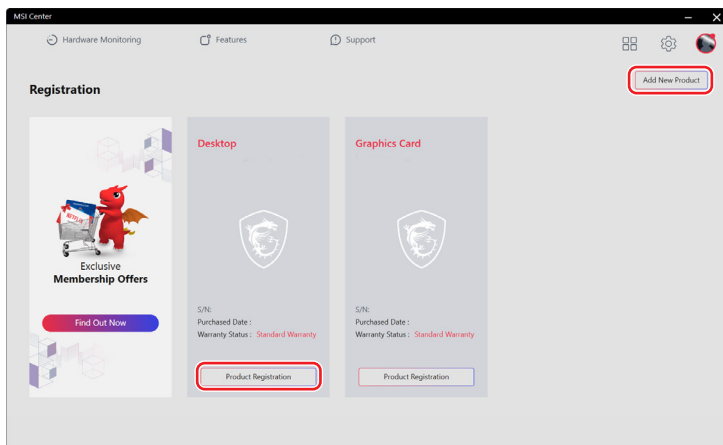 MSI Center
Hardware Monitoring
Features
Support
Add New Product
Registration
NETFLIX
Exclusive
Membership Offers
Find Out Now
Desktop
S/N:
Purchased Date :
Warranty Status : Standard Warranty
Product Registration
Graphics Card
S/N:
Purchased Date :
Warranty Status : Standard Warranty
Product Registration